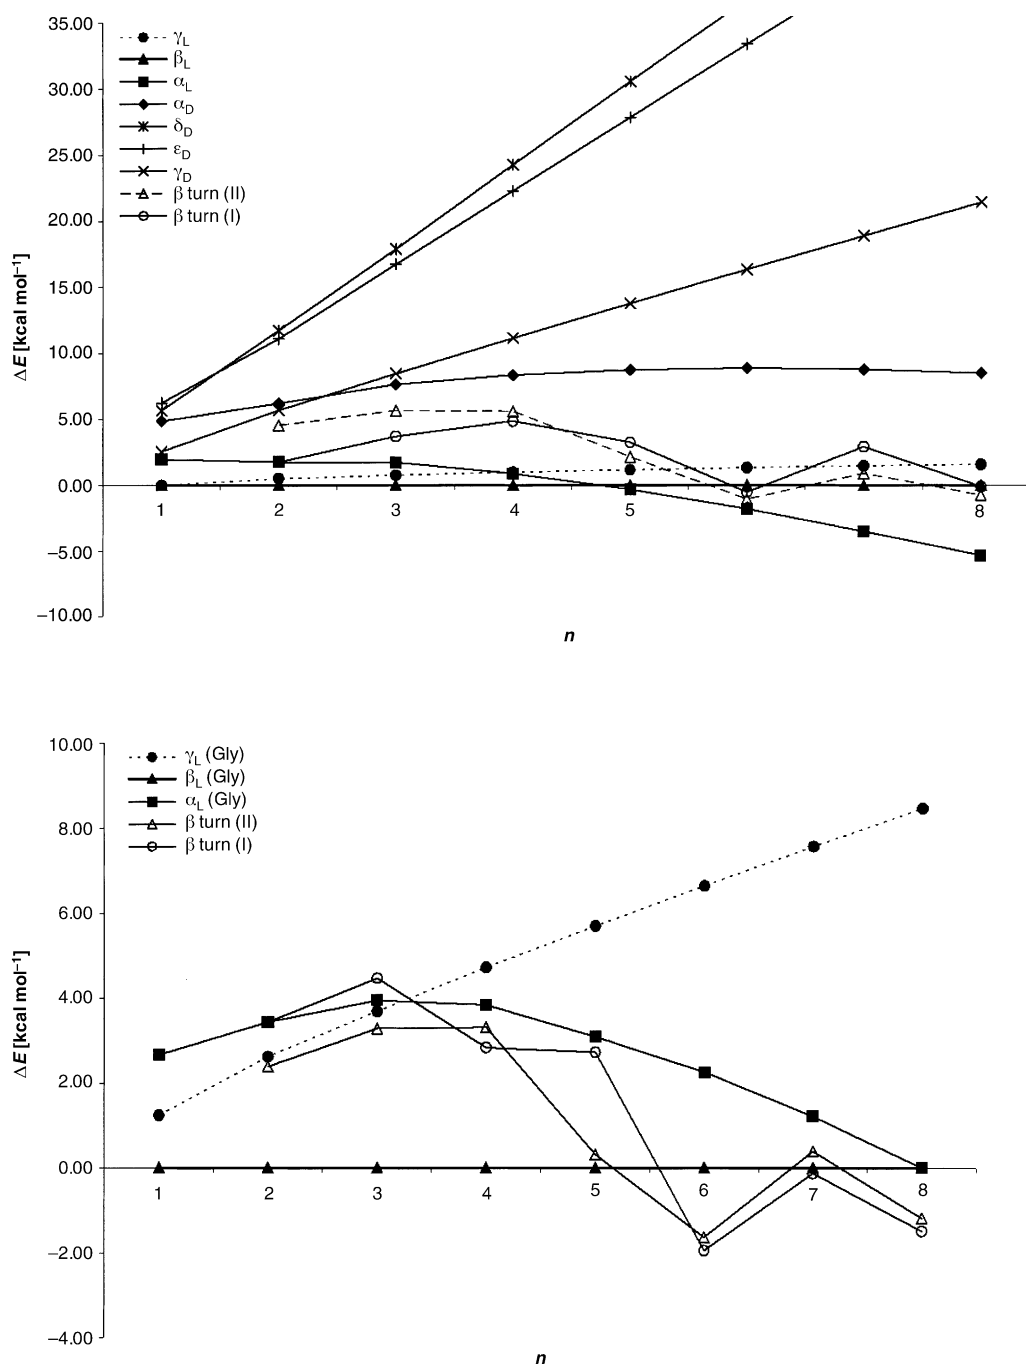 35.00
30.00
25.00
20.00
15.00
10.00
5.00
0.00
−5.00
−10.00
ΔE [kcal mol⁻¹]
γL
βL
αL
αD
δD
εD
γD
β turn (II)
β turn (I)
1
2
3
4
5
8
n
10.00
8.00
6.00
4.00
2.00
0.00
−2.00
−4.00
ΔE [kcal mol⁻¹]
γL (Gly)
βL (Gly)
αL (Gly)
β turn (II)
β turn (I)
1
2
3
4
5
6
7
8
n